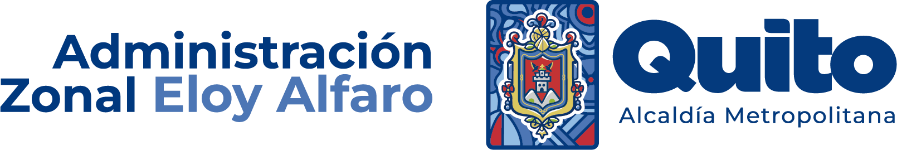 Administración
Zonal Eloy Alfaro
Quito
Alcaldía Metropolitana